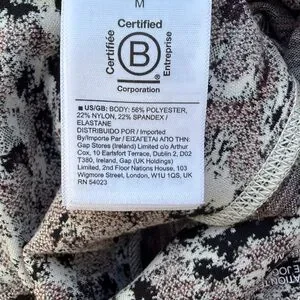 M
Certified
Certifiée
B
Entreprise
Corporation
■ US/GB: BODY: 56% POLYESTER,
22% NYLON, 22% SPANDEX /
ELASTANE
DISTRIBUIDO POR / Imported
By/Importe Par / ΕΙΣΑΓΕΤΑΙ ΑΠΟ ΤΗΝ:
Gap Stores (Ireland) Limited c/o Arthur
Cox, 10 Earlsfort Terrace, Dublin 2, D02
T380, Ireland, Gap (UK Holdings)
Limited, 2nd Floor Nations House, 103
Wigmore Street, London, W1U 1QS, UK
RN 54023